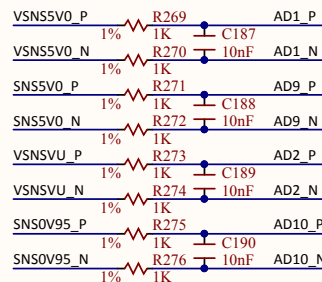 VSNS5V0_P R269 AD1_P
1% 1K C187
VSNS5V0_N R270 10nF AD1_N
1% 1K
SNS5V0_P R271 AD9_P
1% 1K C188
SNS5V0_N R272 10nF AD9_N
1% 1K
VSNSVU_P R273 AD2_P
1% 1K C189
VSNSVU_N R274 10nF AD2_N
1% 1K
SNS0V95_P R275 AD10_P
1% 1K C190
SNS0V95_N R276 10nF AD10_N
1% 1K